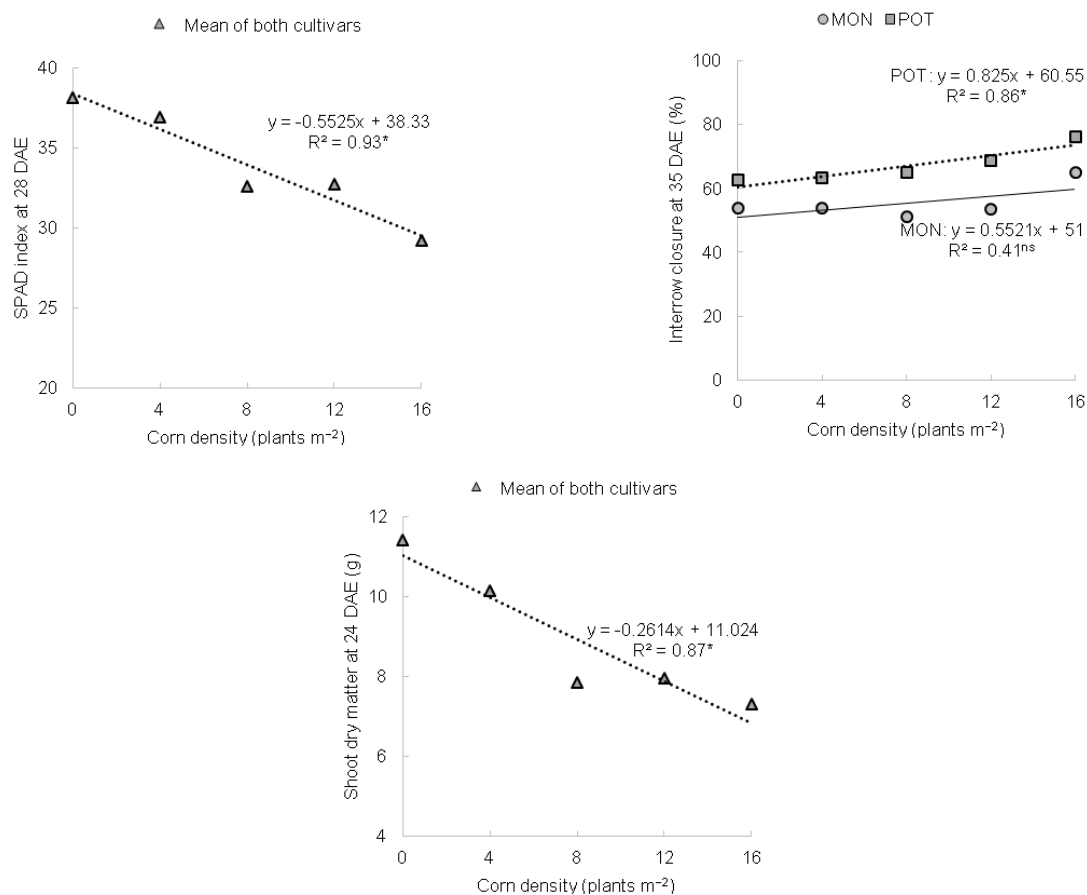 Mean of both cultivars
40
35
30
25
20
SPAD index at 28 DAE
y = -0.5525x + 38.33
R² = 0.93*
0 4 8 12 16
Corn density (plants m⁻²)
MON POT
100
80
60
40
20
0
Interrow closure at 35 DAE (%)
POT: y = 0.825x + 60.55
R² = 0.86*
MON: y = 0.5521x + 51
R² = 0.41ⁿˢ
0 4 8 12 16
Corn density (plants m⁻²)
Mean of both cultivars
12
10
8
6
4
Shoot dry matter at 24 DAE (g)
y = -0.2614x + 11.024
R² = 0.87*
0 4 8 12 16
Corn density (plants m⁻²)